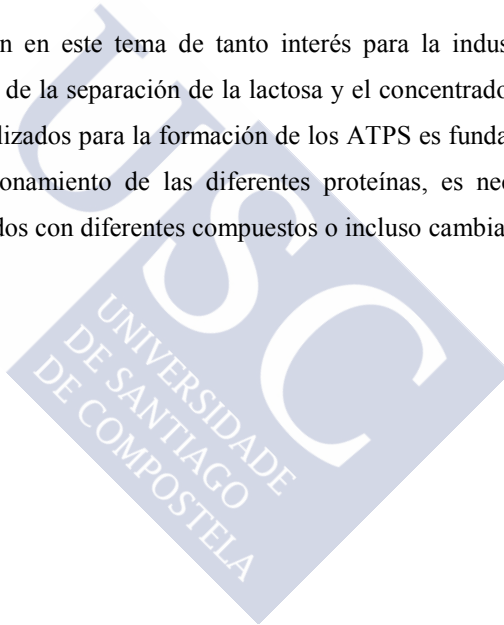 n en este tema de tanto interés para la indus
de la separación de la lactosa y el concentrado
lizados para la formación de los ATPS es funda
onamiento de las diferentes proteínas, es nec
dos con diferentes compuestos o incluso cambia
USC
UNIVERSIDADE
DE SANTIAGO
DE COMPOSTELA